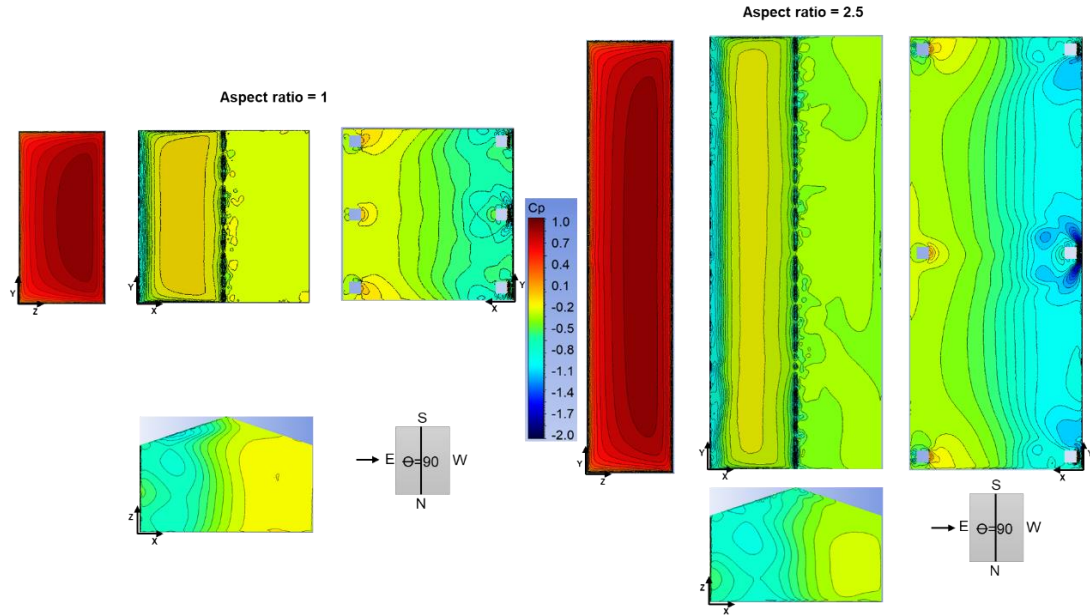 Aspect ratio = 2.5
Aspect ratio = 1
Cp
1.0
0.7
0.4
0.1
-0.2
-0.5
-0.8
-1.1
-1.4
-1.7
-2.0
Y
Z
Y
X
Y
X
Y
Z
Y
X
Y
X
Z
X
S
E ϴ=90 W
N
Z
X
S
E ϴ=90 W
N